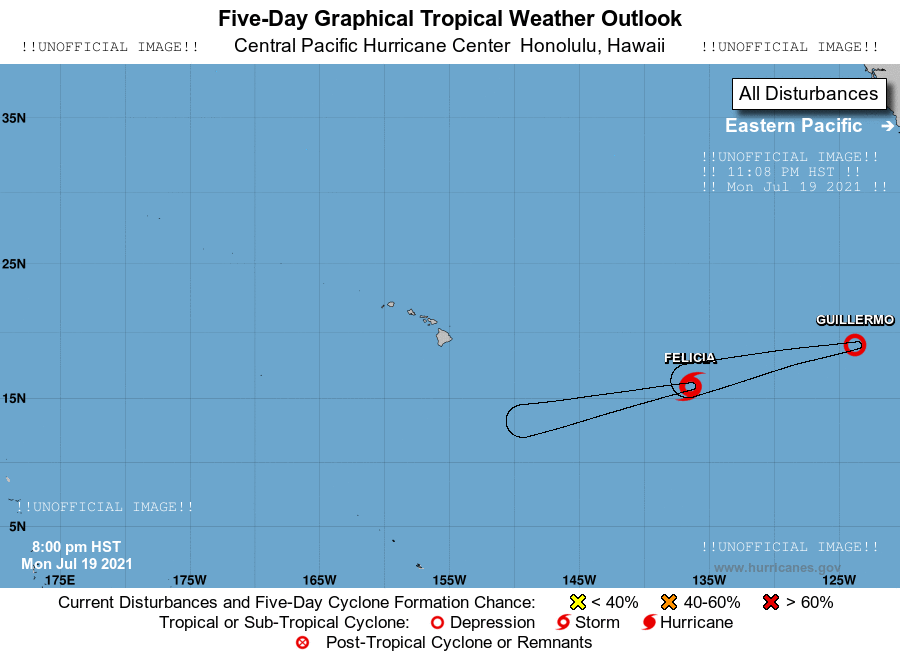 Five-Day Graphical Tropical Weather Outlook
!!UNOFFICIAL IMAGE!! Central Pacific Hurricane Center Honolulu, Hawaii !!UNOFFICIAL IMAGE!!
All Disturbances
35N
Eastern Pacific →
!!UNOFFICIAL IMAGE!!
!! 11:08 PM HST !!
!! Mon Jul 19 2021 !!
25N
GUILLERMO
FELICIA
15N
!!UNOFFICIAL IMAGE!!
5N
8:00 pm HST
Mon Jul 19 2021
!!UNOFFICIAL IMAGE!!
www.hurricanes.gov
175E 175W 165W 155W 145W 135W 125W
Current Disturbances and Five-Day Cyclone Formation Chance: < 40% 40-60% > 60%
Tropical or Sub-Tropical Cyclone: Depression Storm Hurricane
Post-Tropical Cyclone or Remnants